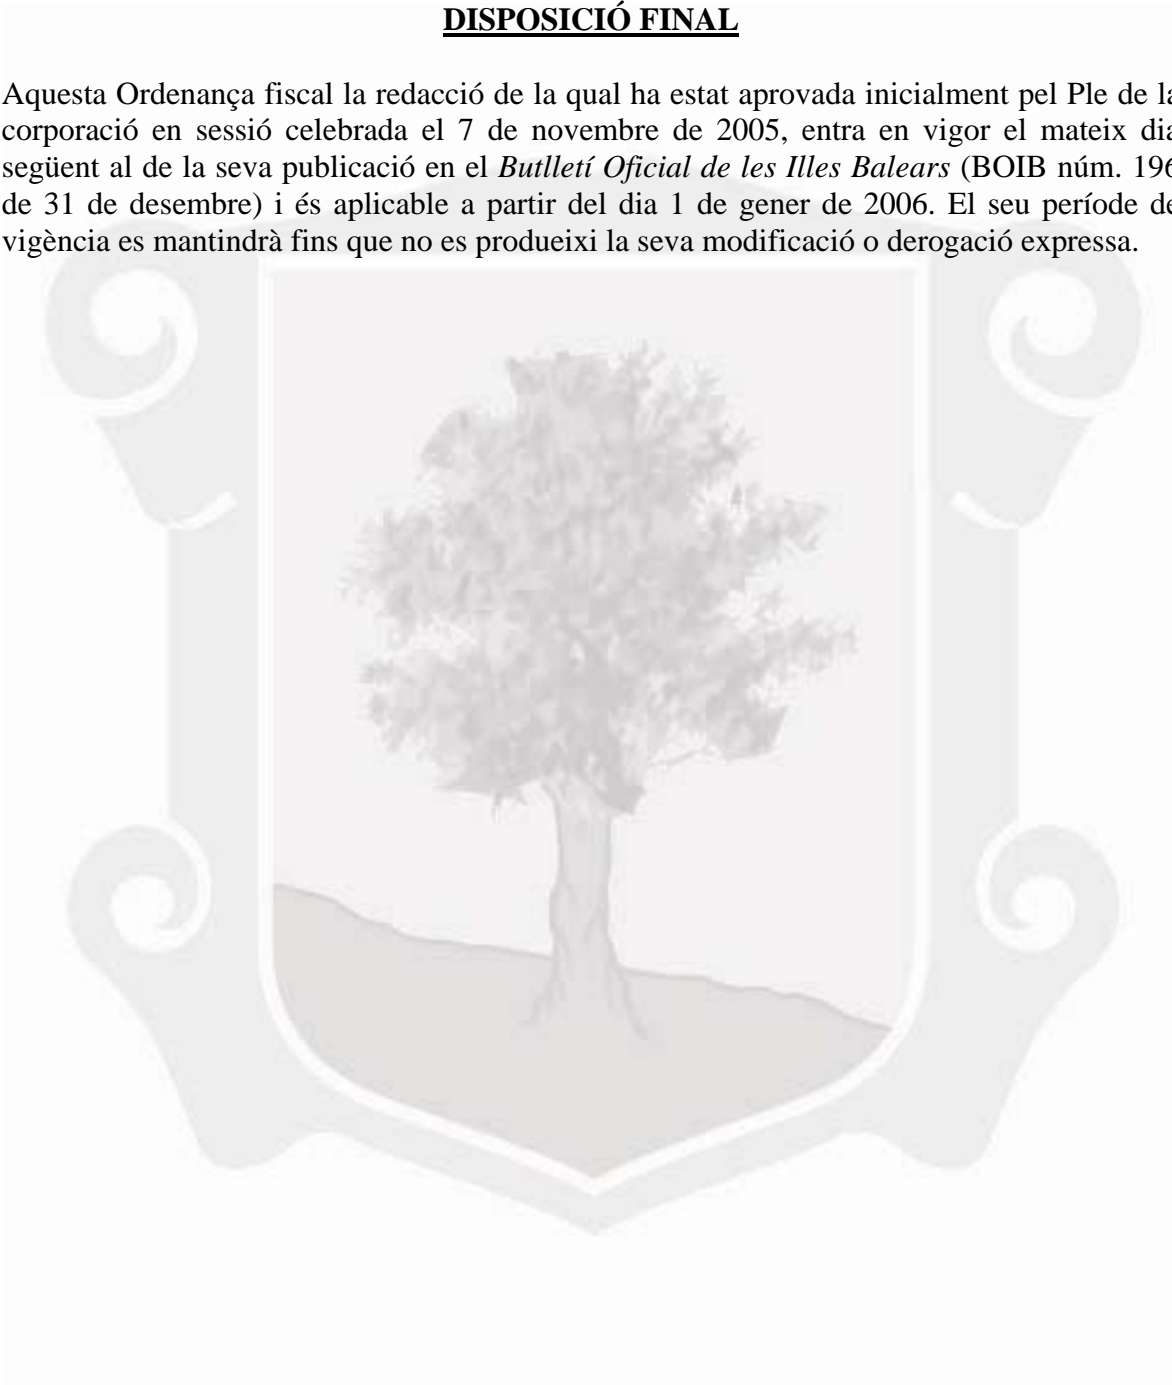 DISPOSICIÓ FINAL
Aquesta Ordenança fiscal la redacció de la qual ha estat aprovada inicialment pel Ple de la
corporació en sessió celebrada el 7 de novembre de 2005, entra en vigor el mateix dia
següent al de la seva publicació en el Butlletí Oficial de les Illes Balears (BOIB núm. 196
de 31 de desembre) i és aplicable a partir del dia 1 de gener de 2006. El seu període de
vigència es mantindrà fins que no es produeixi la seva modificació o derogació expressa.